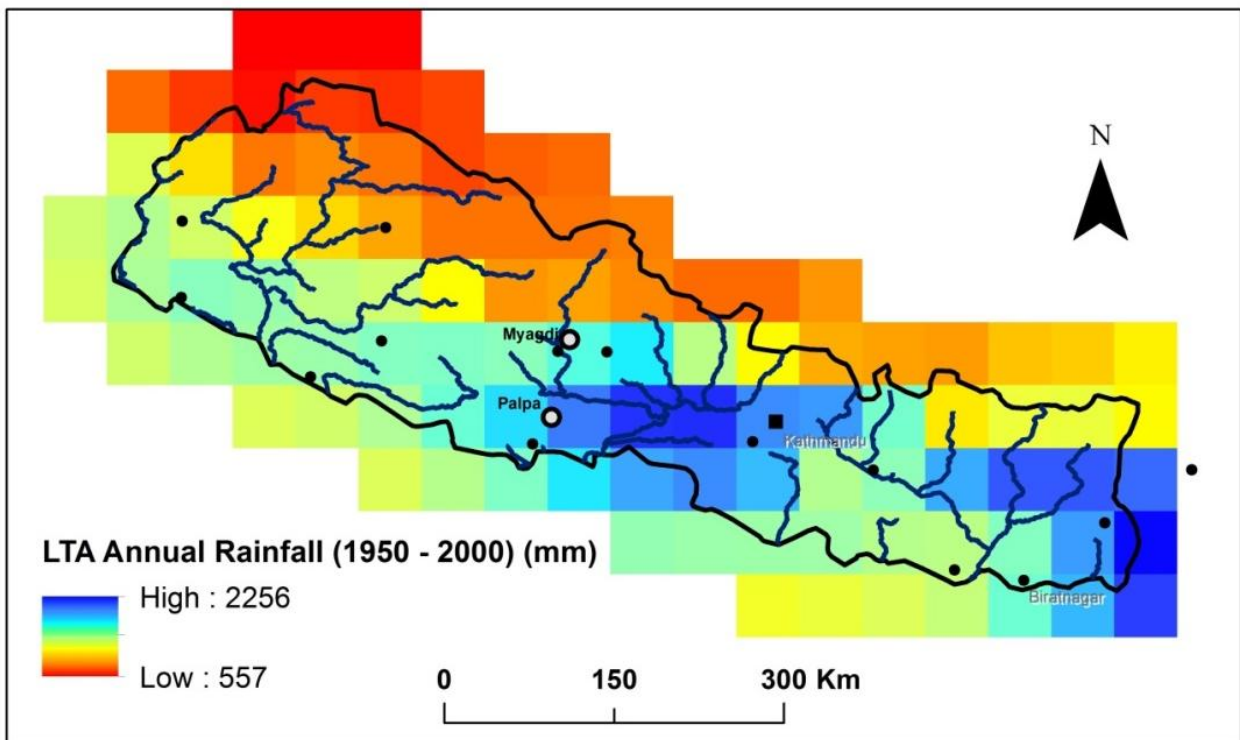 N
Myagdi
Palpa
Kathmandu
LTA Annual Rainfall (1950 - 2000) (mm)
High : 2256
Low : 557
Biratnagar
0 150 300 Km